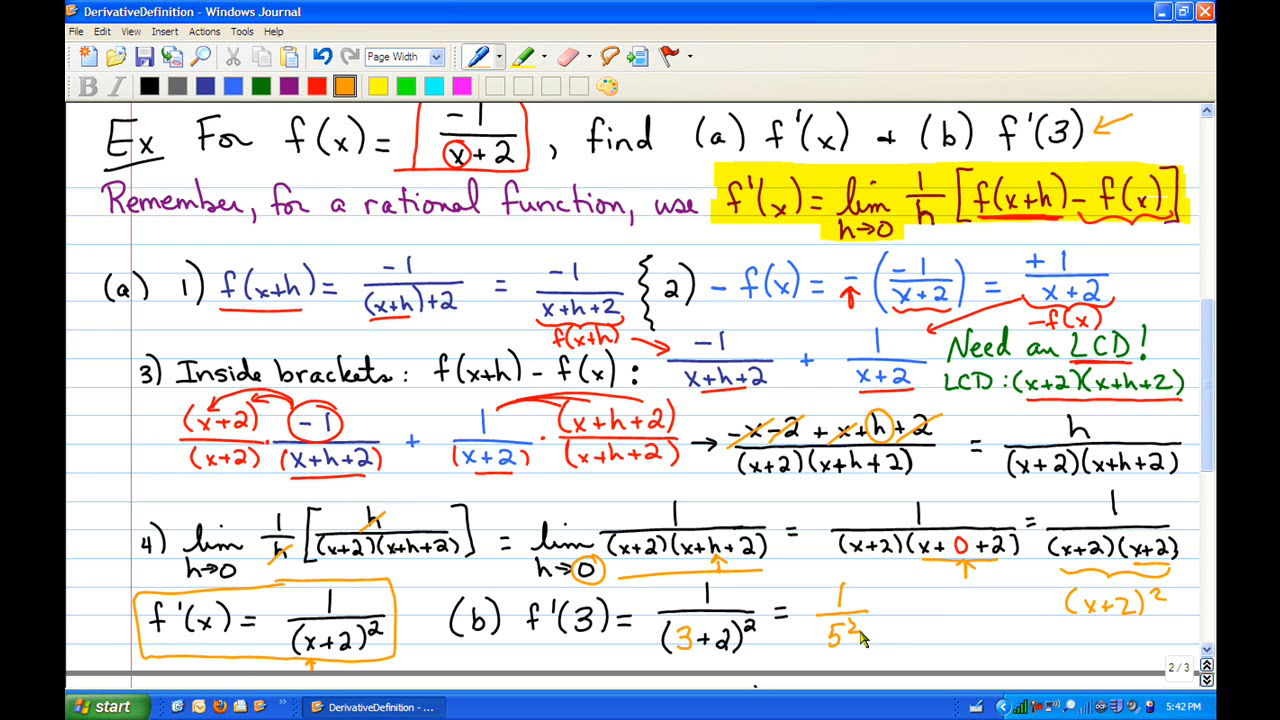 DerivativeDefinition - Windows Journal
File Edit View Insert Actions Tools Help
Page Width
B I
Ex For f(x) = -1/(x+2), find (a) f'(x) & (b) f'(3)
Remember, for a rational function, use f'(x) = lim h→0 1/h [f(x+h) - f(x)]
(a) 1) f(x+h) = -1/((x+h)+2) = -1/(x+h+2) { 2) - f(x) = - (-1/(x+2)) = +1/(x+2)
f(x+h) -f(x)
3) Inside brackets: f(x+h) - f(x): -1/(x+h+2) + 1/(x+2) Need an LCD!
LCD: (x+2)(x+h+2)
(x+2)/(x+2) · -1/(x+h+2) + 1/(x+2) · (x+h+2)/(x+h+2) → (-x-2+x+h+2)/((x+2)(x+h+2)) = h/((x+2)(x+h+2))
4) lim h→0 1/h [h/((x+2)(x+h+2))] = lim h→0 1/((x+2)(x+h+2)) = 1/((x+2)(x+0+2)) = 1/((x+2)(x+2))
(x+2)²
f'(x) = 1/(x+2)² (b) f'(3) = 1/(3+2)² = 1/5²
2 / 3
start DerivativeDefinition - ... 5:42 PM